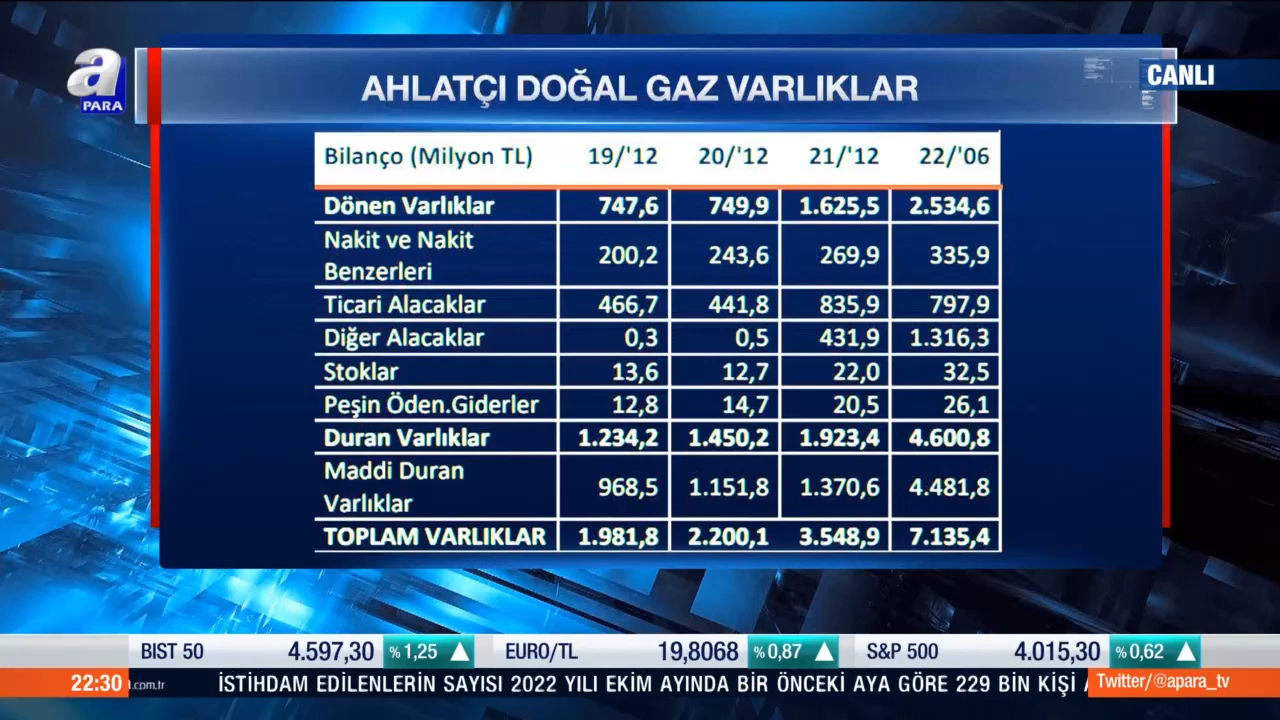 a
PARA
AHLATÇI DOĞAL GAZ VARLIKLAR
CANLI
Bilanço (Milyon TL) 19/'12 20/'12 21/'12 22/'06
Dönen Varlıklar 747,6 749,9 1.625,5 2.534,6
Nakit ve Nakit
Benzerleri 200,2 243,6 269,9 335,9
Ticari Alacaklar 466,7 441,8 835,9 797,9
Diğer Alacaklar 0,3 0,5 431,9 1.316,3
Stoklar 13,6 12,7 22,0 32,5
Peşin Öden.Giderler 12,8 14,7 20,5 26,1
Duran Varlıklar 1.234,2 1.450,2 1.923,4 4.600,8
Maddi Duran
Varlıklar 968,5 1.151,8 1.370,6 4.481,8
TOPLAM VARLIKLAR 1.981,8 2.200,1 3.548,9 7.135,4
BIST 50 4.597,30 %1,25 EURO/TL 19,8068 %0,87 S&P 500 4.015,30 %0,62
22:30 .com.tr İSTİHDAM EDİLENLERİN SAYISI 2022 YILI EKİM AYINDA BİR ÖNCEKİ AYA GÖRE 229 BİN KİŞİ Twitter/@apara_tv